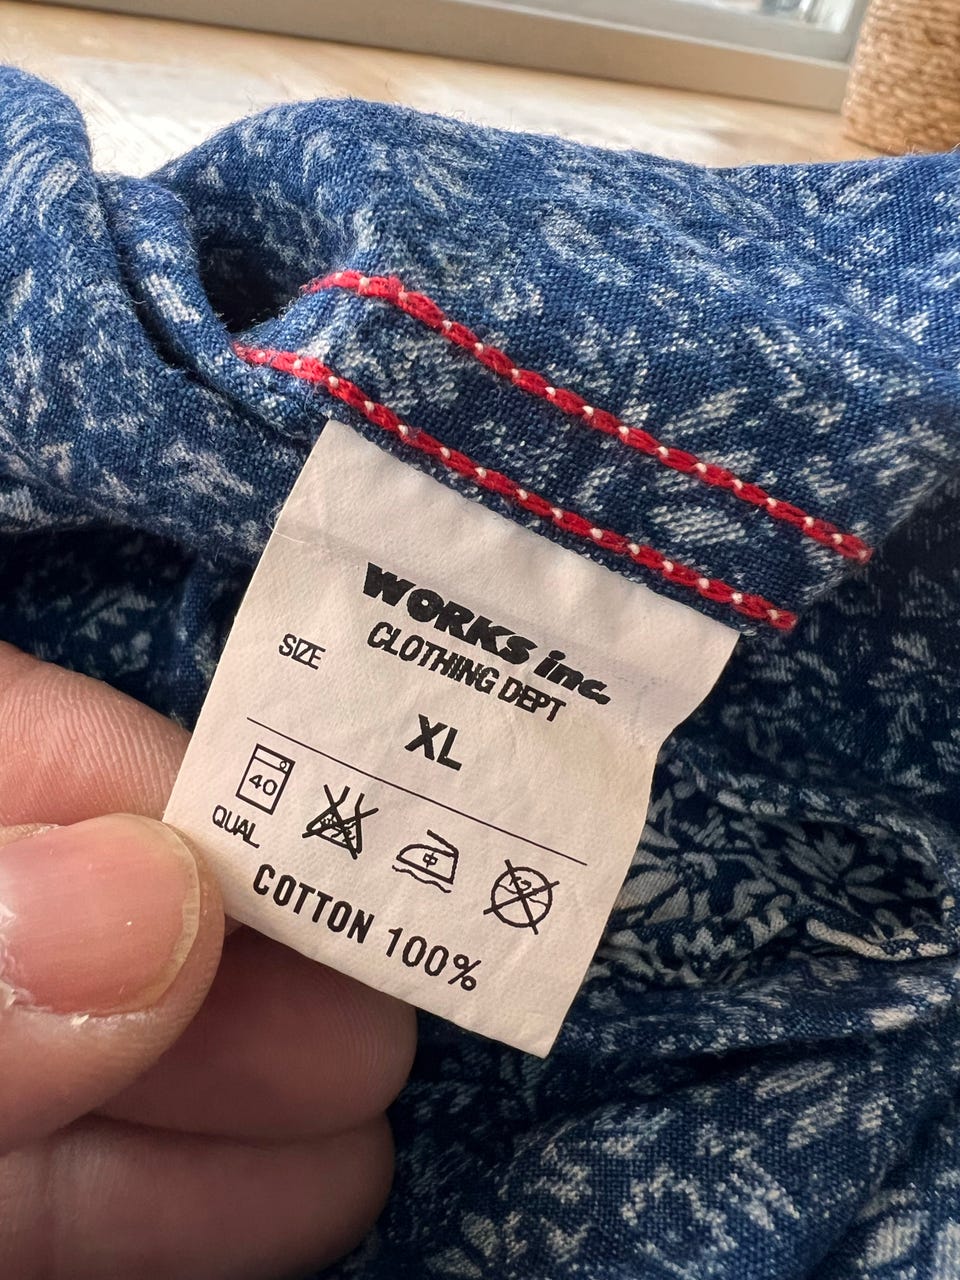 WORKS inc.
CLOTHING DEPT
SIZE
XL
40
QUAL
COTTON 100%